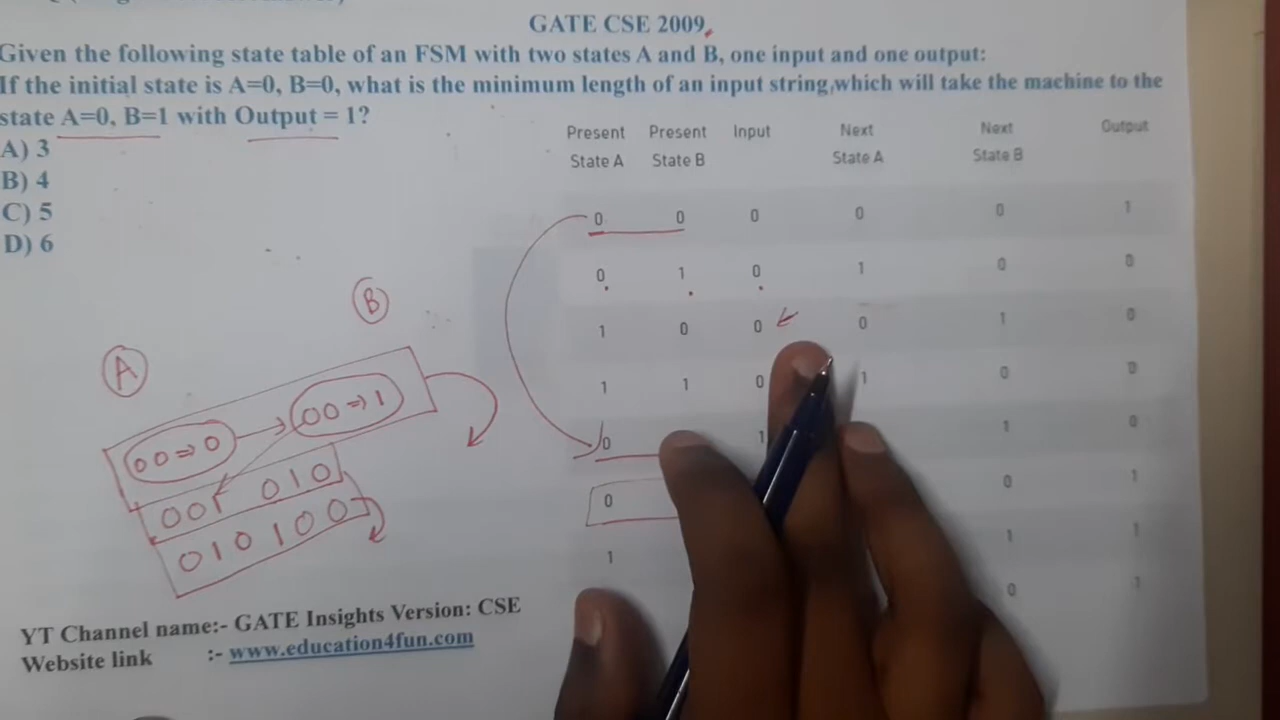 GATE CSE 2009
Given the following state table of an FSM with two states A and B, one input and one output:
If the initial state is A=0, B=0, what is the minimum length of an input string,which will take the machine to the
state A=0, B=1 with Output = 1?
A) 3
B) 4
C) 5
D) 6
Present State A Present State B Input Next State A Next State B Output
0 0 0 0 0 1
0 1 0 1 0 0
1 0 0 0 1 0
1 1 0 1 0 0
0 1 1 0
0 0 1
1 1 1
0 1
A
B
00⇒0 → 00⇒1
001 010
010100
YT Channel name:- GATE Insights Version: CSE
Website link :- www.education4fun.com